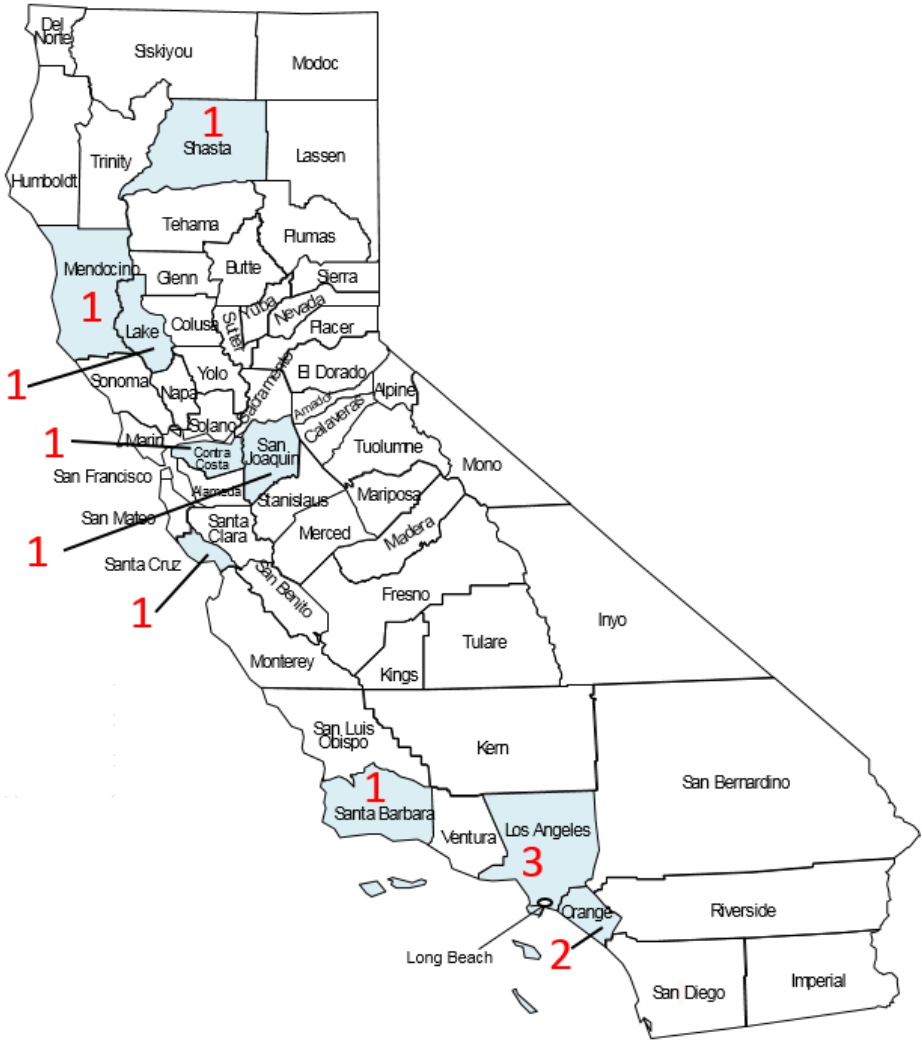 Del
Norte
Siskiyou
Modoc
1
Shasta
Trinity
Lassen
Humboldt
Tehama
Plumas
Mendocino
Glenn
Butte
Sierra
1
Lake
Colusa
Sutter
Yuba
Nevada
Placer
1
Sonoma
Napa
Yolo
Sacramento
El Dorado
Alpine
Amador
Solano
Calaveras
Marin
1
Contra
Costa
San
Joaquin
Tuolumne
Mono
San Francisco
Alameda
Stanislaus
Mariposa
San Mateo
Santa
Clara
Merced
Madera
1
Santa Cruz
1
San Benito
Fresno
Inyo
Tulare
Monterey
Kings
San Luis
Obispo
Kern
San Bernardino
1
Santa Barbara
Ventura
Los Angeles
3
Orange
Riverside
Long Beach
2
San Diego
Imperial